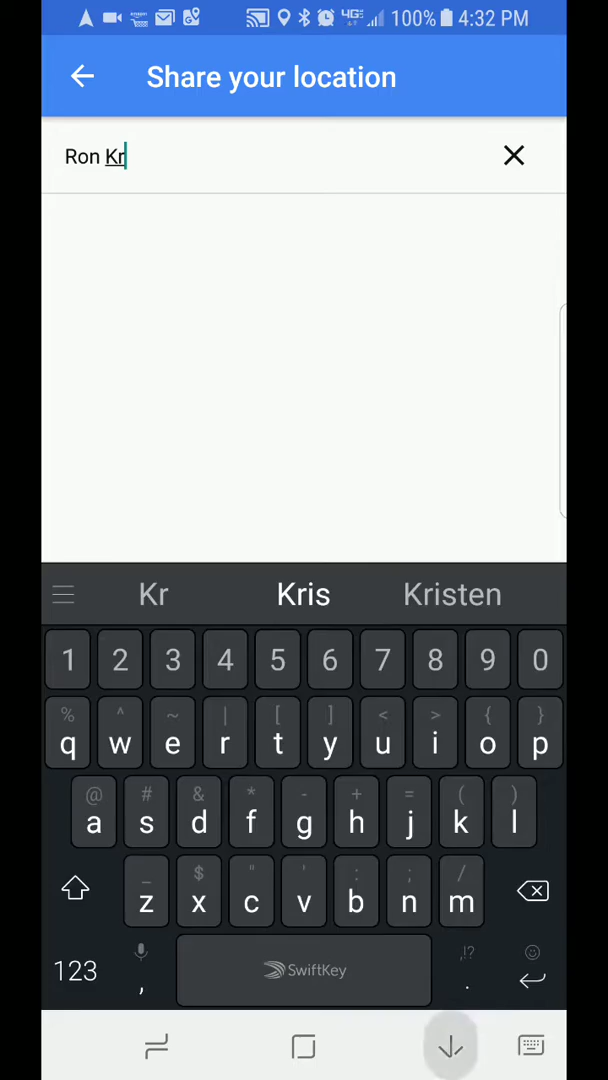 100% 4:32 PM
Share your location
Ron Kr
Kr Kris Kristen
1 2 3 4 5 6 7 8 9 0
% ^ ~ | [ ] < > { }
q w e r t y u i o p
@ # & * - + = ( )
a s d f g h j k l
_ $ " ' : ; /
z x c v b n m
,!?
123 , SwiftKey .